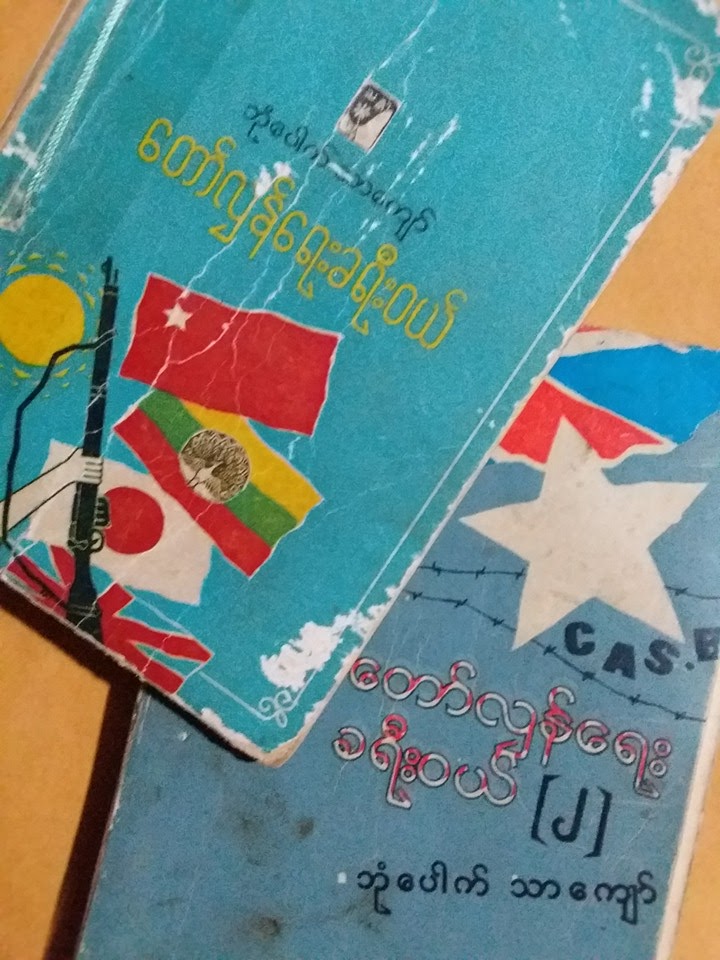 ဘုံပေါက် သာကျော်
တော်လှန်ရေးခရီးဝယ်
CAS.B
တော်လှန်ရေး
ခရီးဝယ်
[၂]
ဘုံပေါက် သာကျော်